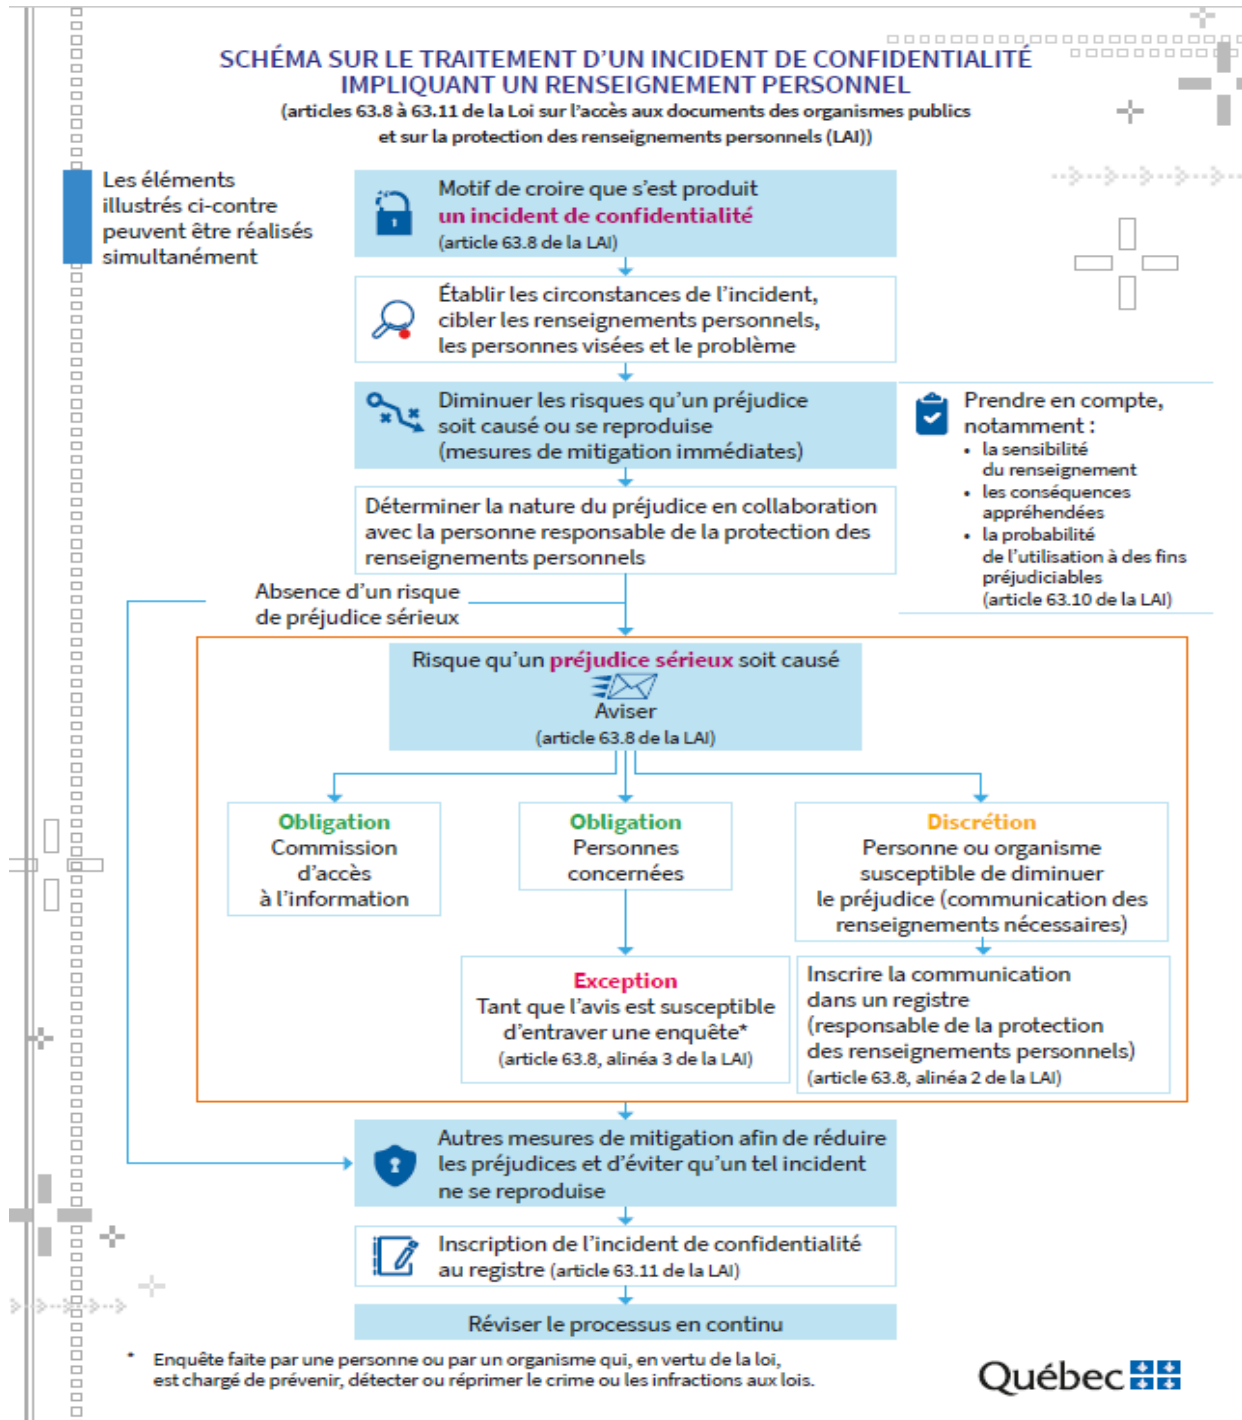 SCHÉMA SUR LE TRAITEMENT D'UN INCIDENT DE CONFIDENTIALITÉ
IMPLIQUANT UN RENSEIGNEMENT PERSONNEL
(articles 63.8 à 63.11 de la Loi sur l'accès aux documents des organismes publics
et sur la protection des renseignements personnels (LAI))
Les éléments
illustrés ci-contre
peuvent être réalisés
simultanément
Motif de croire que s'est produit
un incident de confidentialité
(article 63.8 de la LAI)
Établir les circonstances de l'incident,
cibler les renseignements personnels,
les personnes visées et le problème
Diminuer les risques qu'un préjudice
soit causé ou se reproduise
(mesures de mitigation immédiates)
Prendre en compte,
notamment :
• la sensibilité
du renseignement
• les conséquences
appréhendées
• la probabilité
de l'utilisation à des fins
préjudiciables
(article 63.10 de la LAI)
Déterminer la nature du préjudice en collaboration
avec la personne responsable de la protection des
renseignements personnels
Absence d'un risque
de préjudice sérieux
Risque qu'un préjudice sérieux soit causé
Aviser
(article 63.8 de la LAI)
Obligation
Commission
d'accès
à l'information
Obligation
Personnes
concernées
Discrétion
Personne ou organisme
susceptible de diminuer
le préjudice (communication des
renseignements nécessaires)
Exception
Tant que l'avis est susceptible
d'entraver une enquête*
(article 63.8, alinéa 3 de la LAI)
Inscrire la communication
dans un registre
(responsable de la protection
des renseignements personnels)
(article 63.8, alinéa 2 de la LAI)
Autres mesures de mitigation afin de réduire
les préjudices et d'éviter qu'un tel incident
ne se reproduise
Inscription de l'incident de confidentialité
au registre (article 63.11 de la LAI)
Réviser le processus en continu
* Enquête faite par une personne ou par un organisme qui, en vertu de la loi,
est chargé de prévenir, détecter ou réprimer le crime ou les infractions aux lois.
Québec